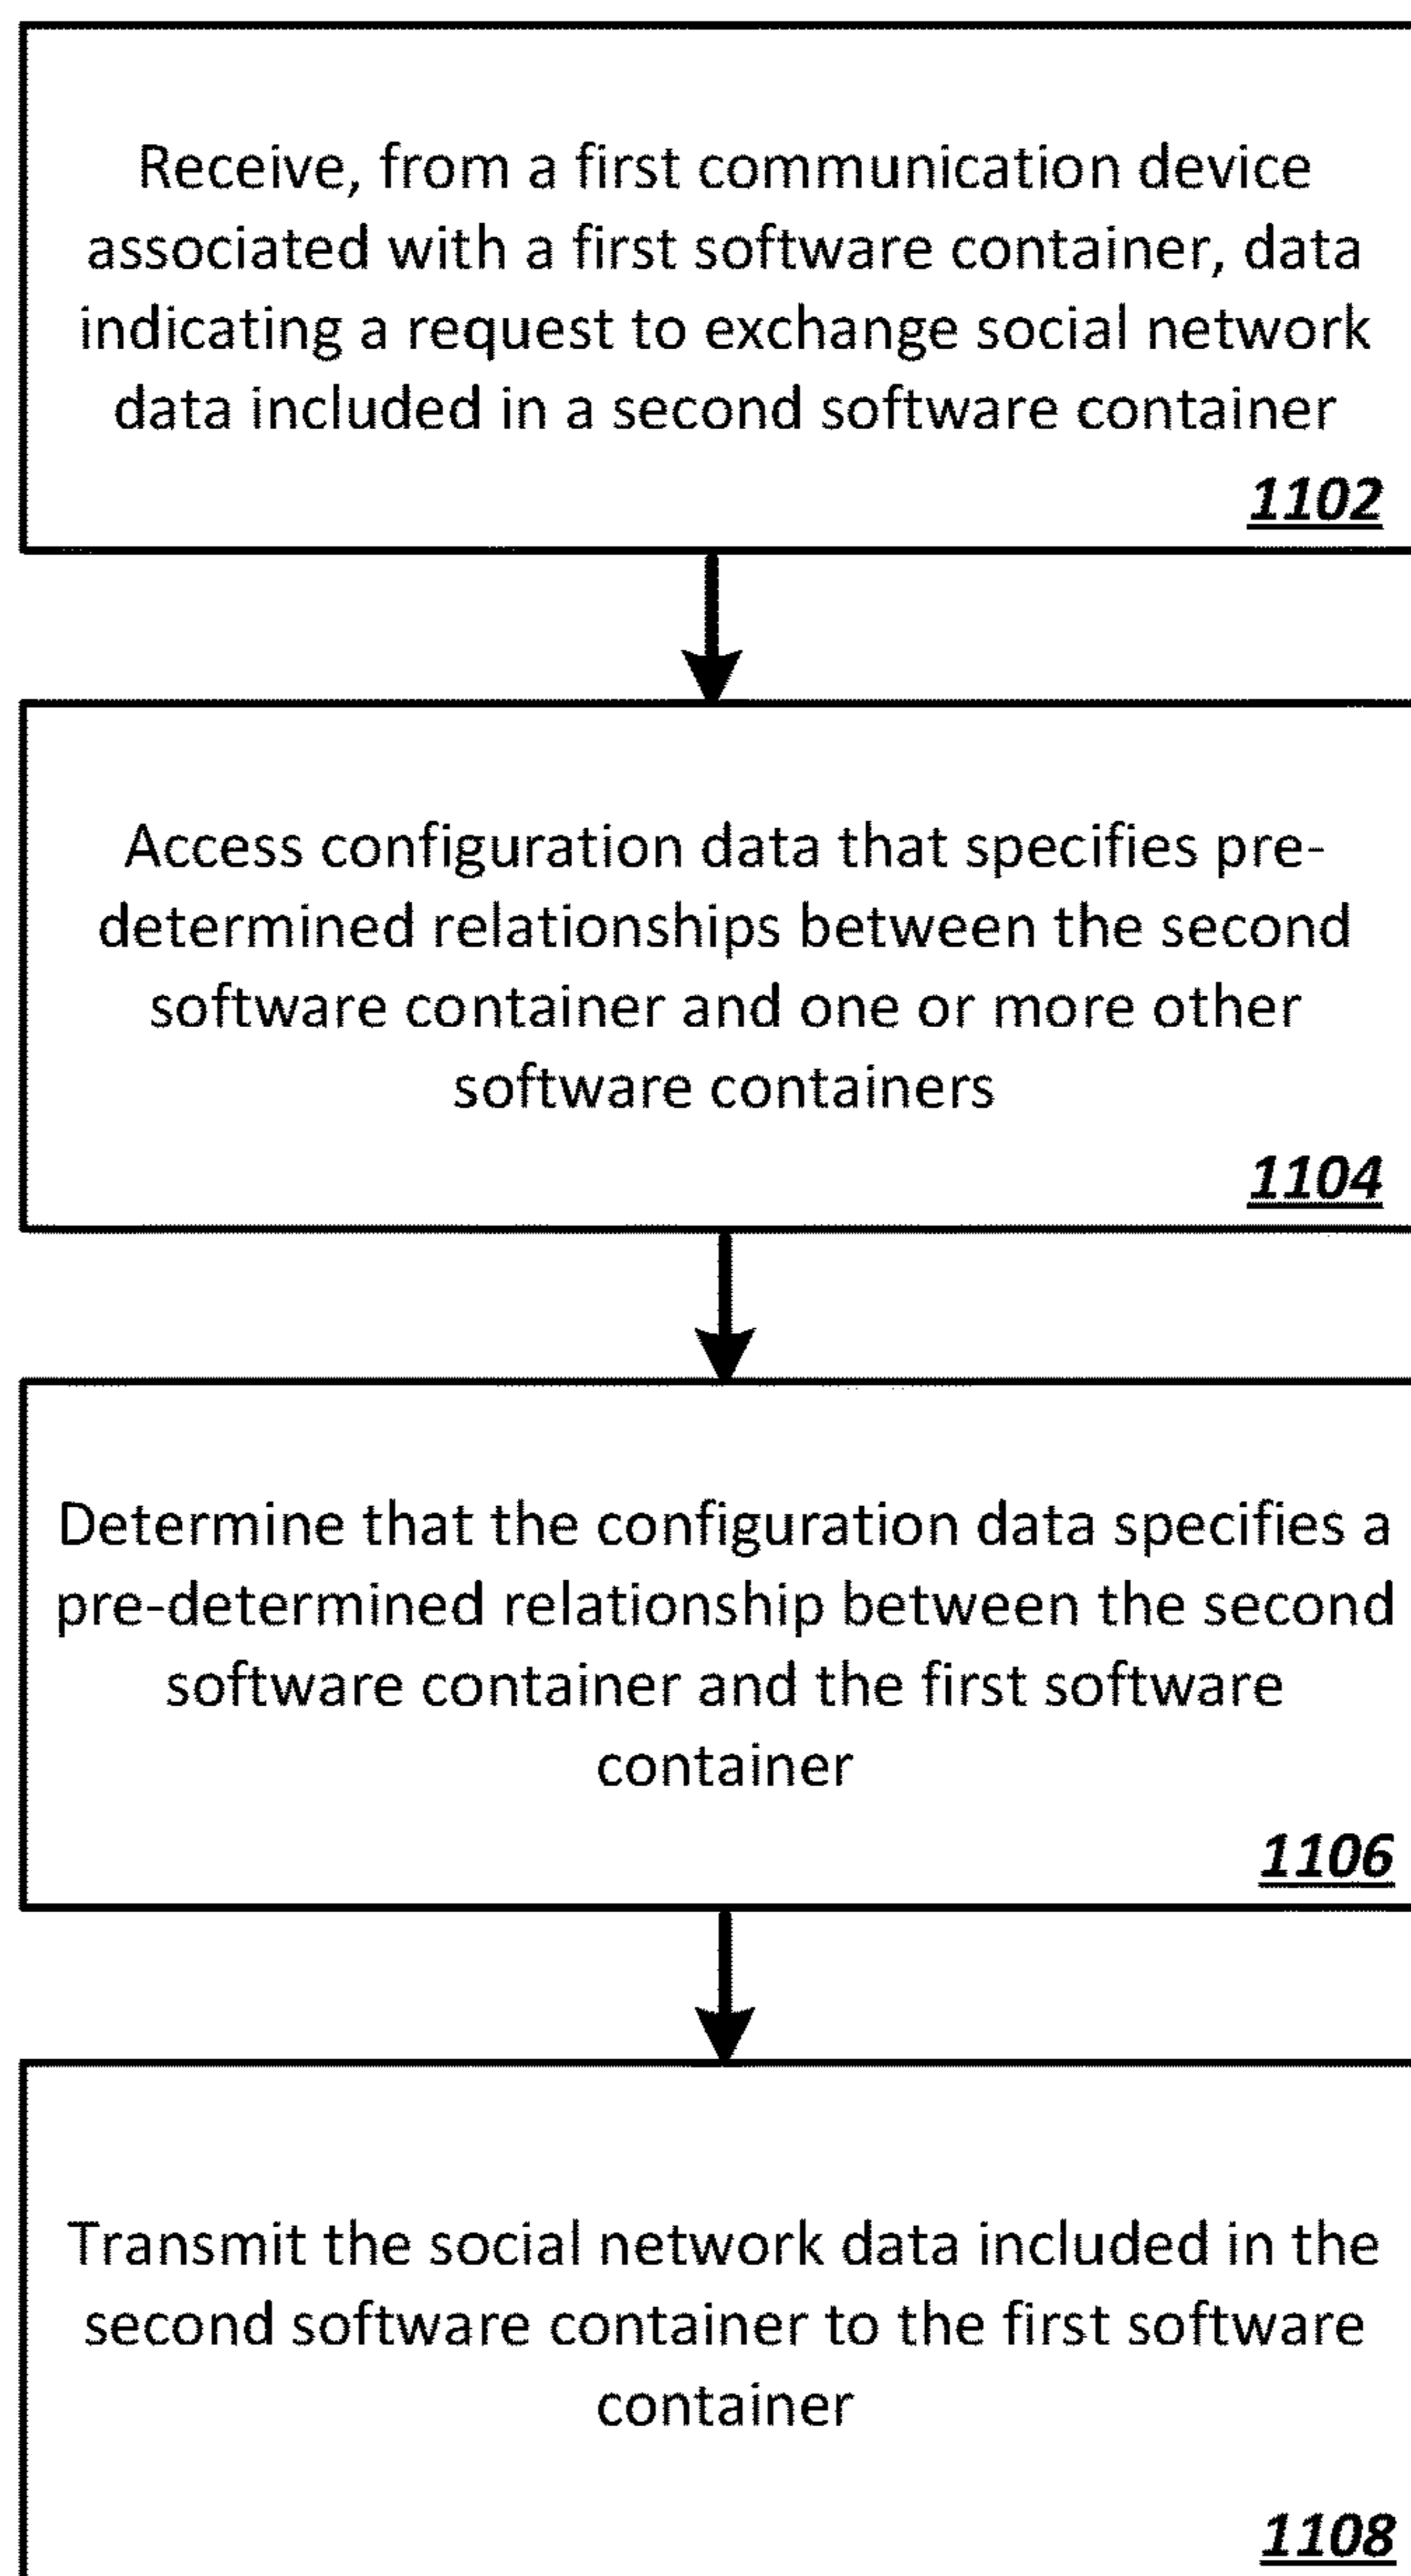 Receive, from a first communication device
associated with a first software container, data
indicating a request to exchange social network
data included in a second software container
1102
Access configuration data that specifies pre-
determined relationships between the second
software container and one or more other
software containers
1104
Determine that the configuration data specifies a
pre-determined relationship between the second
software container and the first software
container
1106
Transmit the social network data included in the
second software container to the first software
container
1108